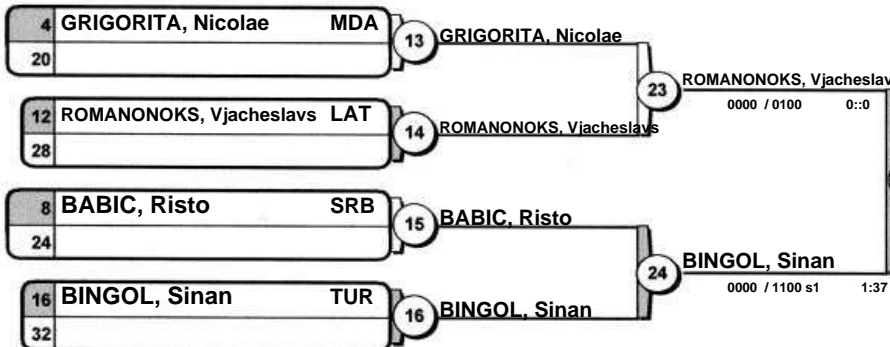 4 GRIGORITA, Nicolae MDA
20
13 GRIGORITA, Nicolae
12 ROMANONOKS, Vjacheslavs LAT
28
14 ROMANONOKS, Vjacheslavs
23 ROMANONOKS, Vjacheslav
0000 / 0100 0::0
8 BABIC, Risto SRB
24
15 BABIC, Risto
16 BINGOL, Sinan TUR
32
16 BINGOL, Sinan
24 BINGOL, Sinan
0000 / 1100 s1 1:37